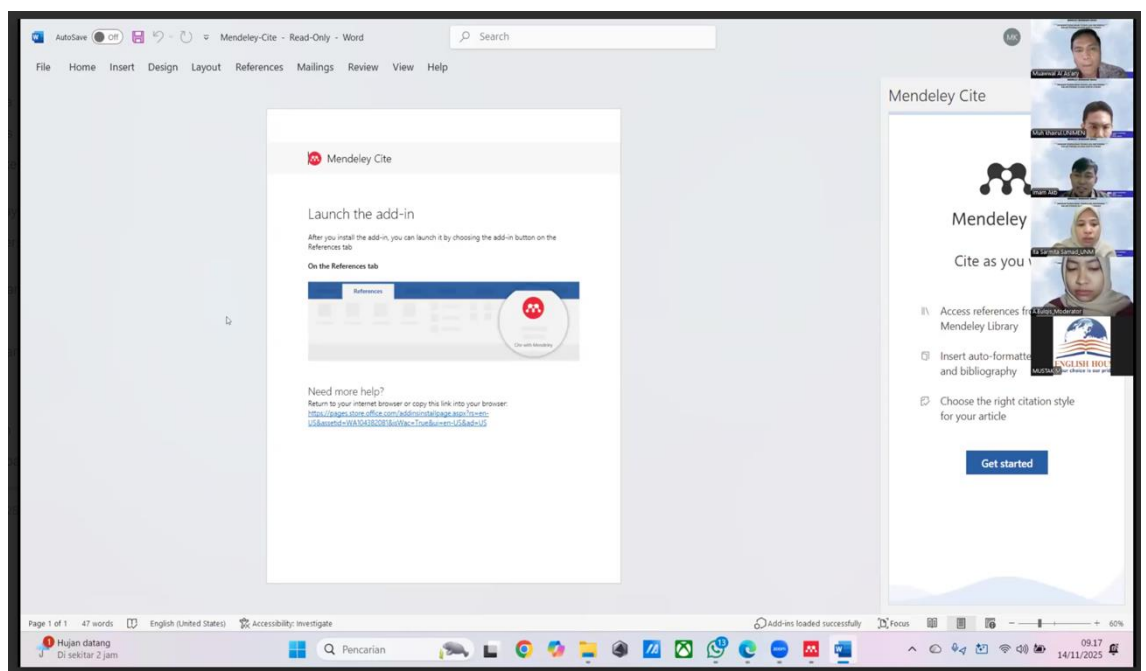 AutoSave Off Mendeley-Cite - Read-Only - Word Search MK
File Home Insert Design Layout References Mailings Review View Help
Mendeley Cite
Launch the add-in
After you install the add-in, you can launch it by choosing the add-in button on the
References tab
On the References tab
References
Cite with Mendeley
Need more help?
Return to your internet browser or copy this link into your browser:
https://pages.store.office.com/addinsinstallpage.aspx?rs=en-
US&assetid=WA104382081&isWac=True&ui=en-US&ad=US
Mendeley Cite
Mendeley
Cite as you
Access references
Mendeley Library
Insert auto-formatte
and bibliography
Choose the right citation style
for your article
Get started
Imam Akb
Ila Sarmita Samad_UNM
ENGLISH HOU
Page 1 of 1 47 words English (United States) Accessibility: Investigate Add-ins loaded successfully Focus 60%
1 Hujan datang
Di sekitar 2 jam
Pencarian
13
09.17
14/11/2025